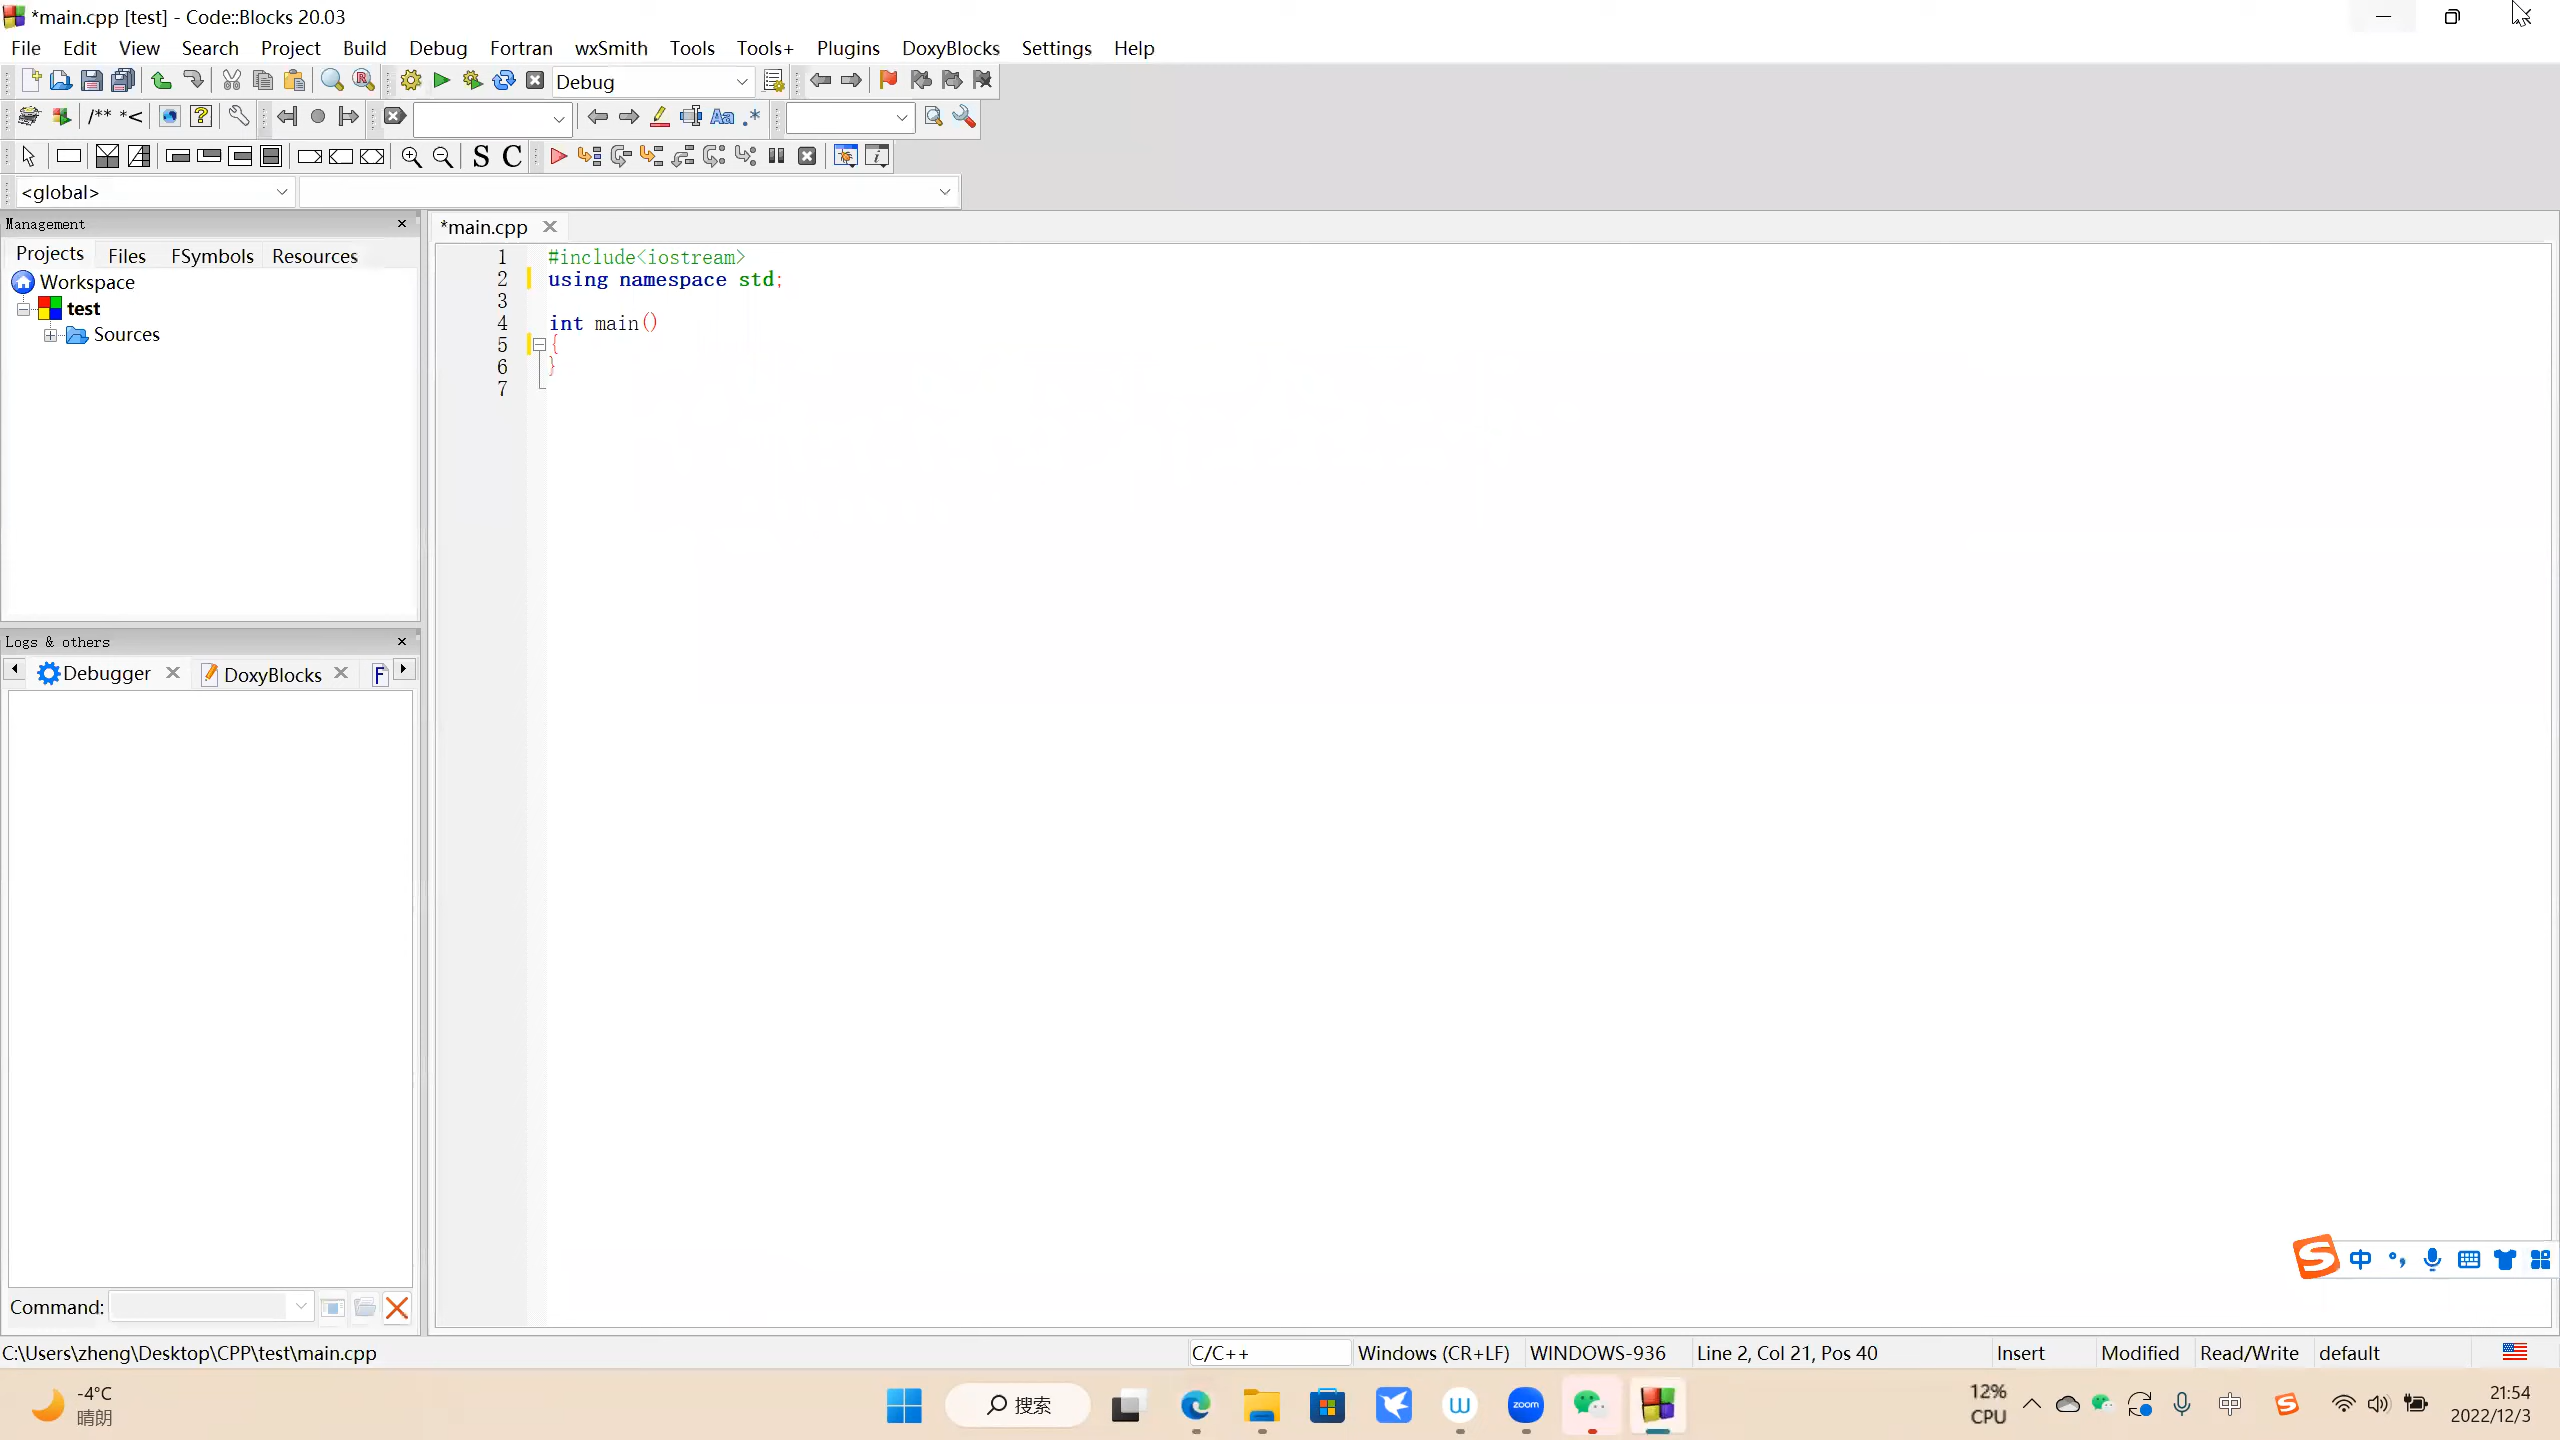 *main.cpp [test] - Code::Blocks 20.03
File Edit View Search Project Build Debug Fortran wxSmith Tools Tools+ Plugins DoxyBlocks Settings Help
Debug
/** *<
Aa .*
S C
<global>
Management
Projects Files FSymbols Resources
Workspace
test
Sources
*main.cpp
1 #include<iostream>
2 using namespace std;
3
4 int main()
5 {
6 }
7
Logs & others
Debugger DoxyBlocks F
Command:
中
C:\Users\zheng\Desktop\CPP\test\main.cpp C/C++ Windows (CR+LF) WINDOWS-936 Line 2, Col 21, Pos 40 Insert Modified Read/Write default
-4°C
晴朗
搜索
zoom
12%
CPU
中
21:54
2022/12/3